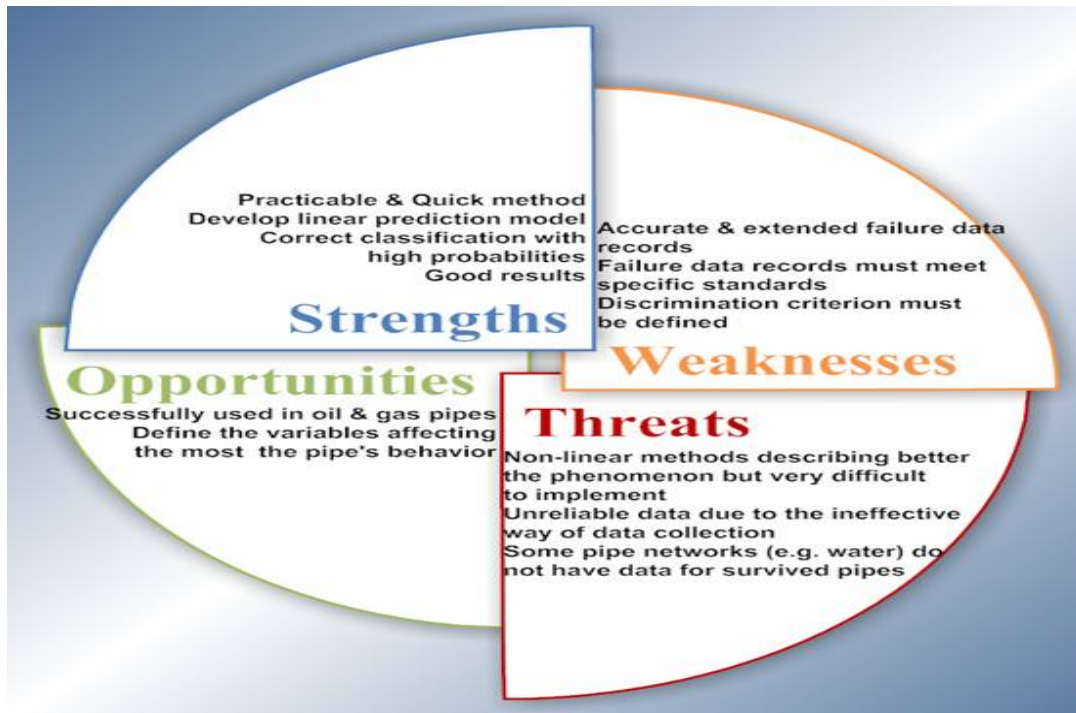 Practicable & Quick method
Develop linear prediction model
Correct classification with
high probabilities
Good results
Strengths
Accurate & extended failure data
records
Failure data records must meet
specific standards
Discrimination criterion must
be defined
Weaknesses
Opportunities
Successfully used in oil & gas pipes
Define the variables affecting
the most the pipe's behavior
Threats
Non-linear methods describing better
the phenomenon but very difficult
to implement
Unreliable data due to the ineffective
way of data collection
Some pipe networks (e.g. water) do
not have data for survived pipes